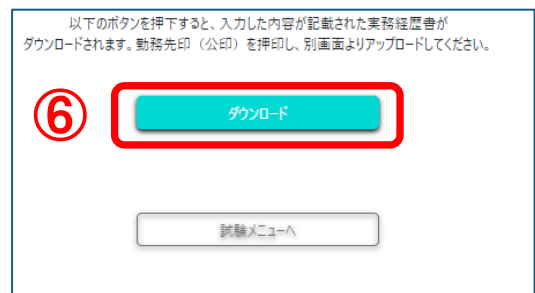 以下のボタンを押下すると、入力した内容が記載された実務経歴書が
ダウンロードされます。勤務先印（公印）を押印し、別画面よりアップロードしてください。
⑥
ダウンロード
試験メニューへ